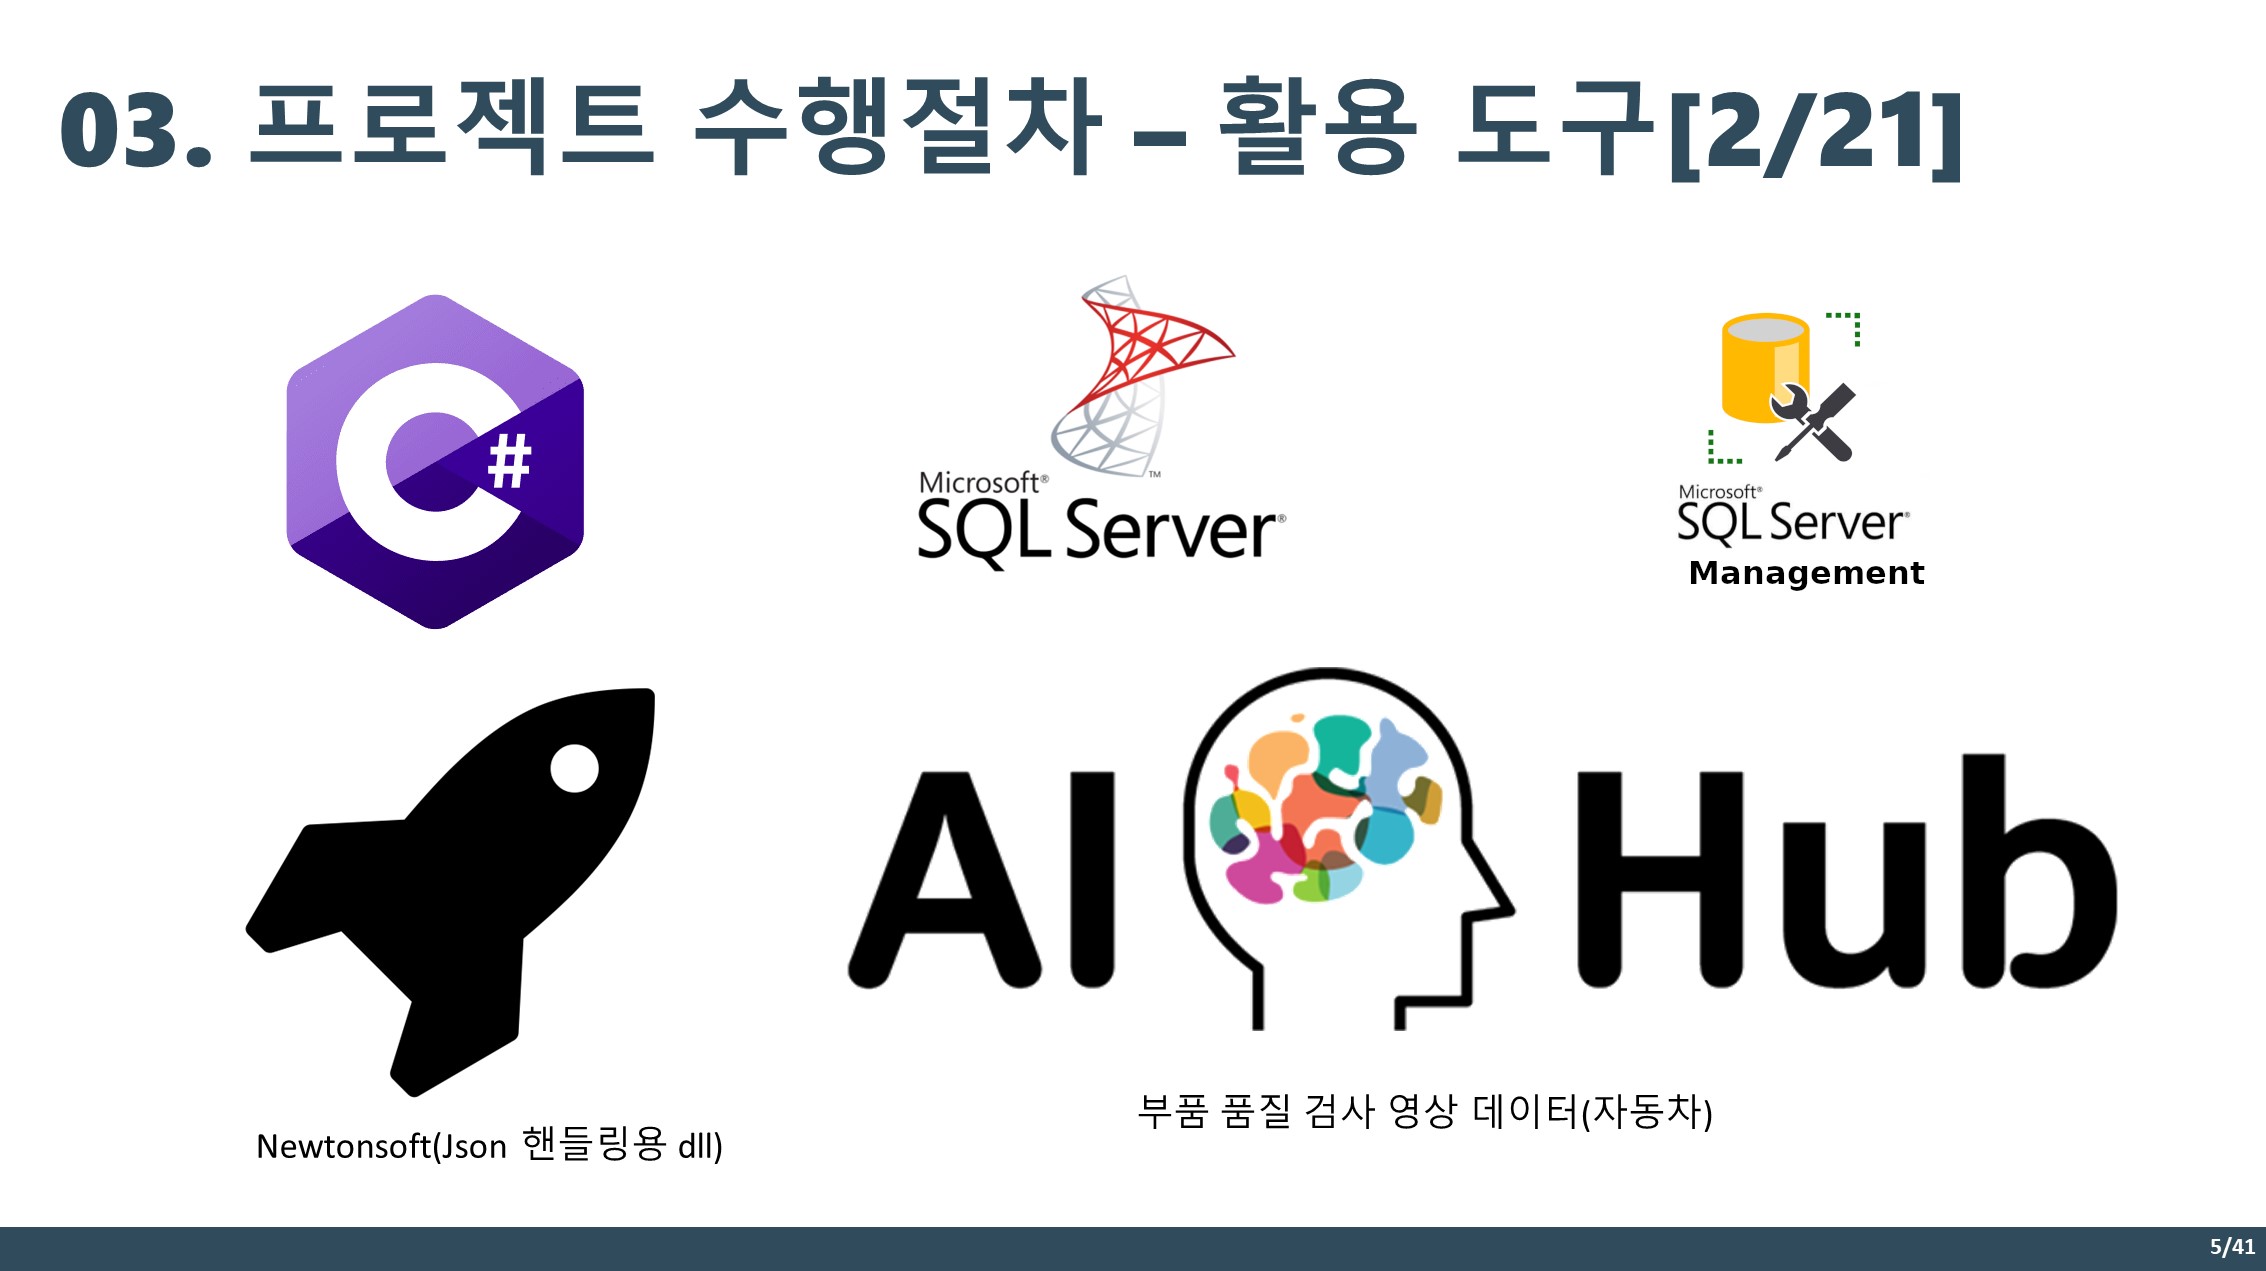 03. 프로젝트 수행절차 – 활용 도구[2/21]
C#
Microsoft®
SQL Server®
™
Microsoft®
SQL Server®
Management
AI Hub
Newtonsoft(Json 핸들링용 dll)
부품 품질 검사 영상 데이터(자동차)
5/41